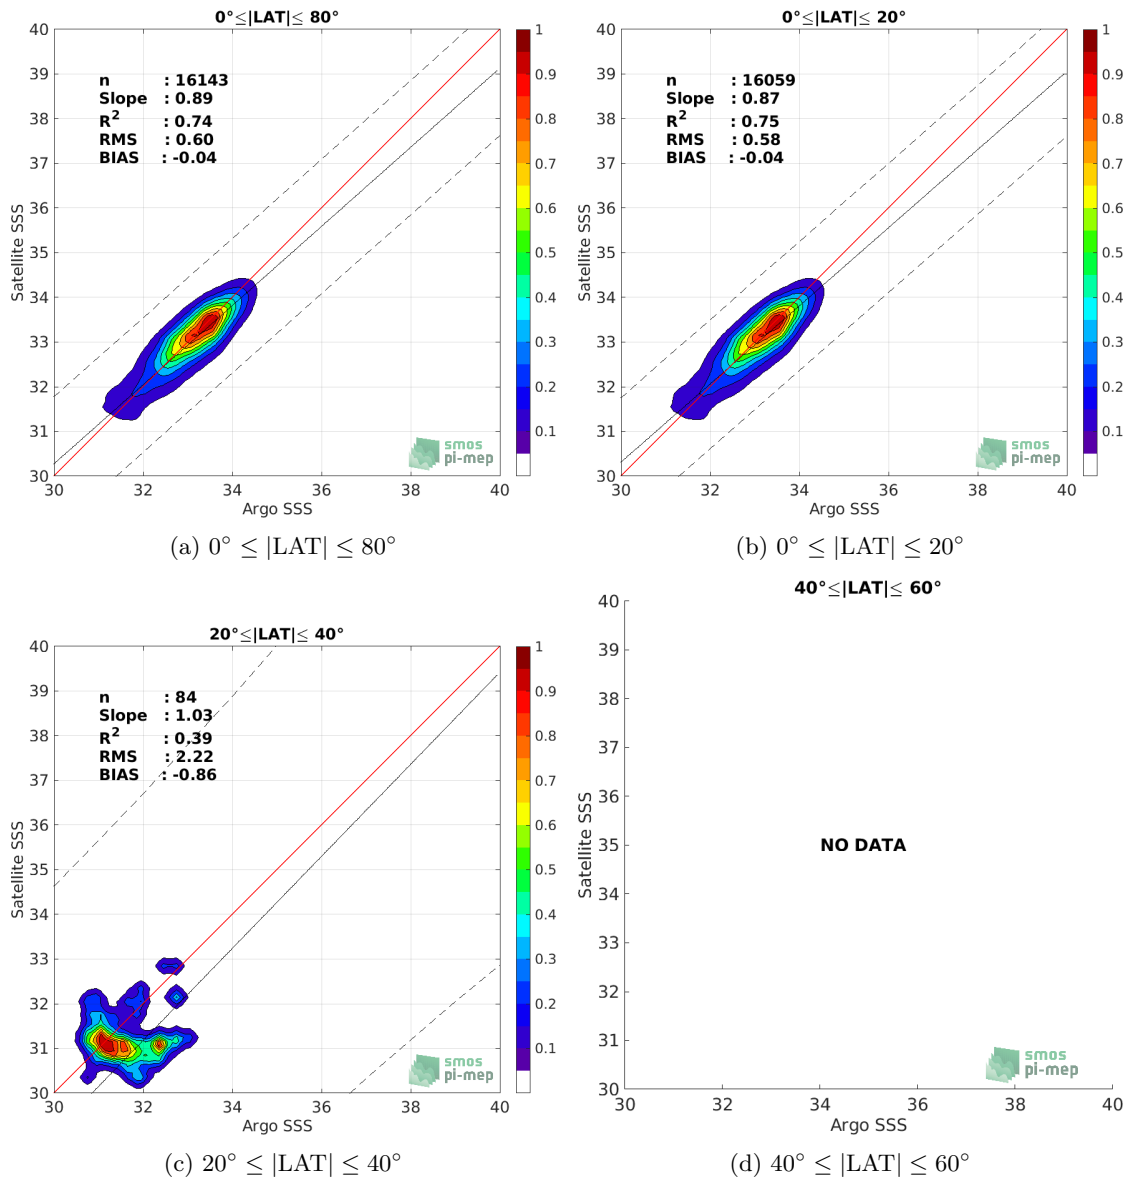 0°≤|LAT|≤ 80°
n : 16143
Slope : 0.89
R² : 0.74
RMS : 0.60
BIAS : -0.04
40
39
38
37
36
35
34
33
32
31
30
Satellite SSS
30 32 34 36 38 40
Argo SSS
1
0.9
0.8
0.7
0.6
0.5
0.4
0.3
0.2
0.1
smos
pi-mep
(a) 0° ≤ |LAT| ≤ 80°
0°≤|LAT|≤ 20°
n : 16059
Slope : 0.87
R² : 0.75
RMS : 0.58
BIAS : -0.04
40
39
38
37
36
35
34
33
32
31
30
Satellite SSS
30 32 34 36 38 40
Argo SSS
1
0.9
0.8
0.7
0.6
0.5
0.4
0.3
0.2
0.1
smos
pi-mep
(b) 0° ≤ |LAT| ≤ 20°
20°≤|LAT|≤ 40°
n : 84
Slope : 1.03
R² : 0.39
RMS : 2.22
BIAS : -0.86
40
39
38
37
36
35
34
33
32
31
30
Satellite SSS
30 32 34 36 38 40
Argo SSS
1
0.9
0.8
0.7
0.6
0.5
0.4
0.3
0.2
0.1
smos
pi-mep
(c) 20° ≤ |LAT| ≤ 40°
40°≤|LAT|≤ 60°
40
39
38
37
36
35
34
33
32
31
30
Satellite SSS
NO DATA
30 32 34 36 38 40
Argo SSS
smos
pi-mep
(d) 40° ≤ |LAT| ≤ 60°